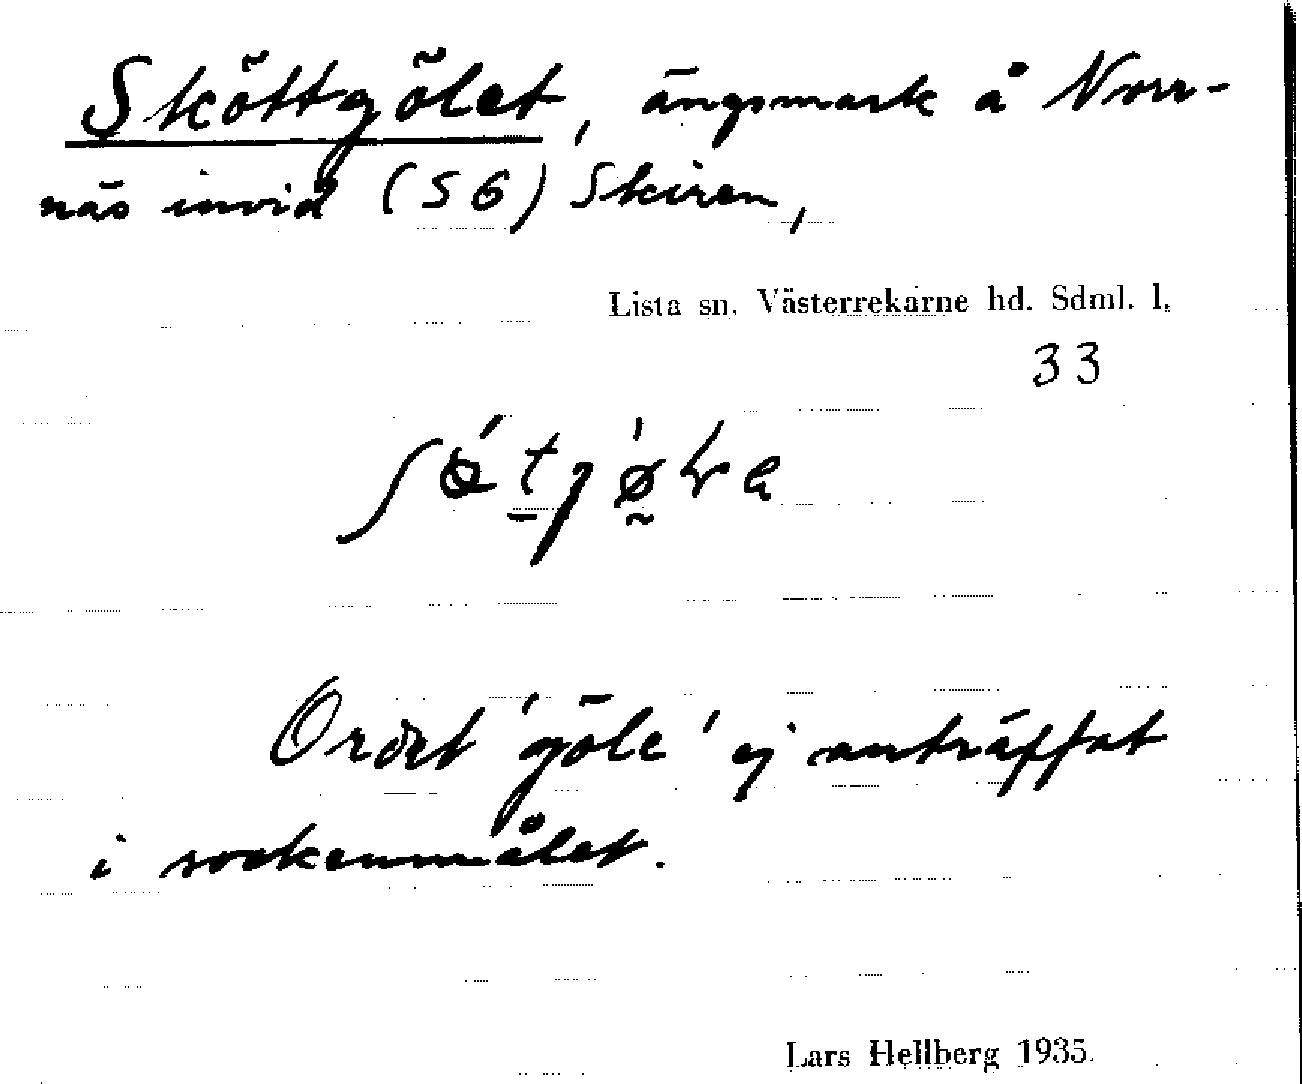 Sköttgölet, ängsmark å Norr-
näs invid (S6) Skiren,
Lista sn. Västerrekarne hd. Sdml. l.
33
Ordet 'göle' ej anträffat
i sockenmålet.
Lars Hellberg 1935.